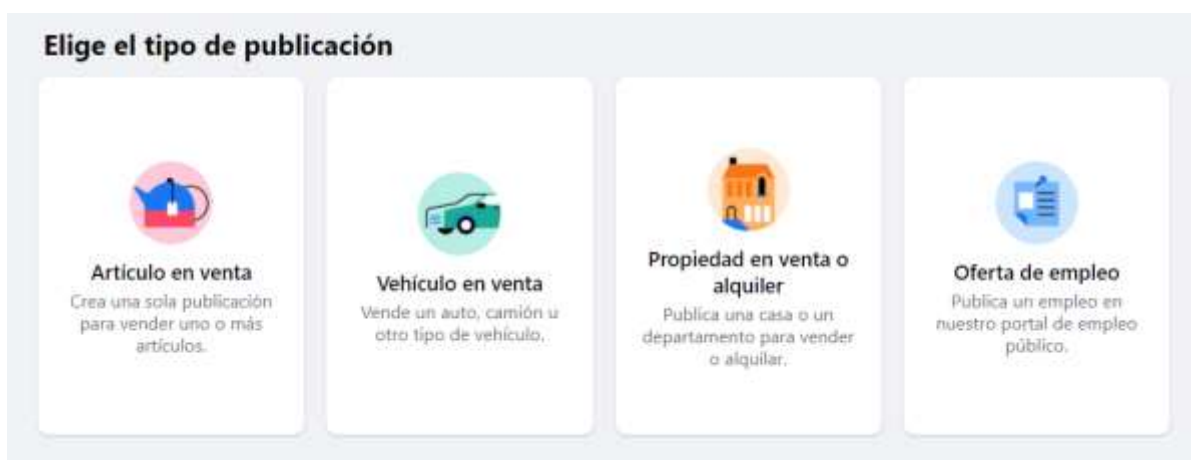 Elige el tipo de publicación
Artículo en venta
Crea una sola publicación
para vender uno o más
artículos.
Vehículo en venta
Vende un auto, camión u
otro tipo de vehículo.
Propiedad en venta o
alquiler
Publica una casa o un
departamento para vender
o alquilar.
Oferta de empleo
Publica un empleo en
nuestro portal de empleo
público.